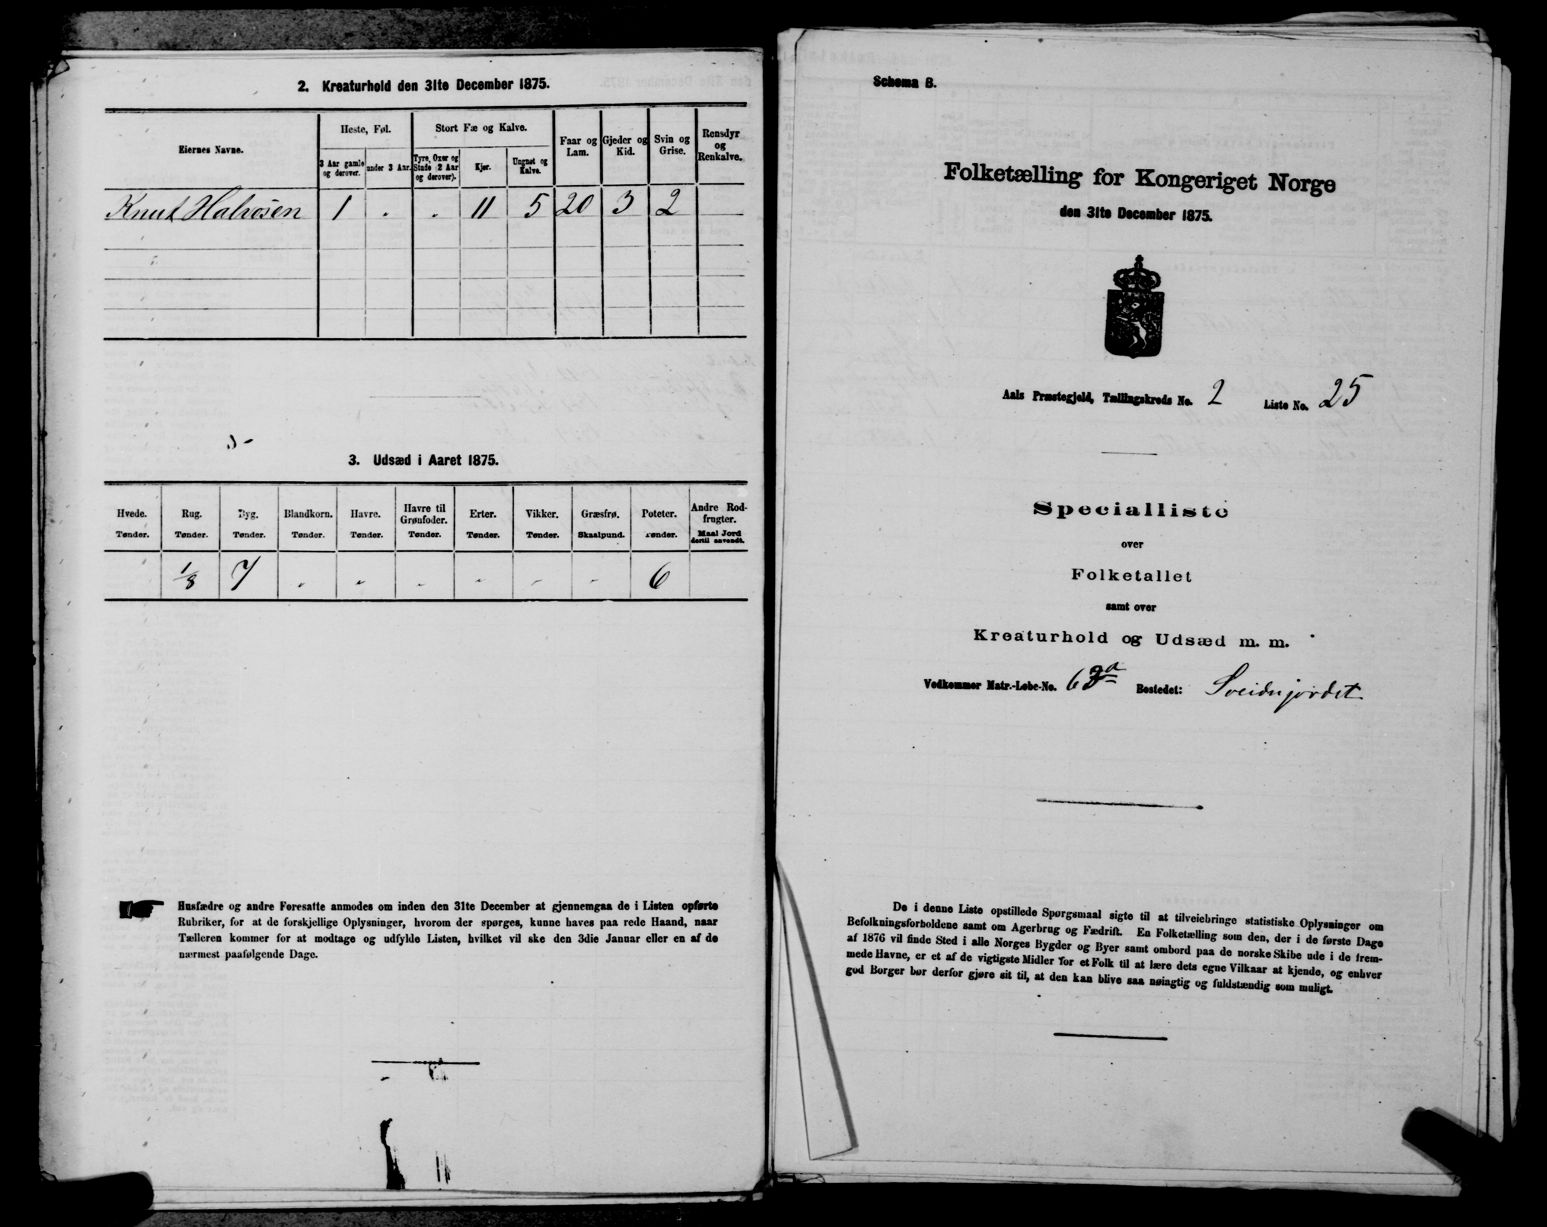 2. Kreaturhold den 31te December 1875.
Eiernes Navne.
Heste, Føl.
3 Aar gamle og derover.
under 3 Aar.
Stort Fæ og Kalve.
Tyre, Oxer og Stude (2 Aar og derover).
Kjør.
Ungnøt og Kalve.
Faar og Lam.
Gjeder og Kid.
Svin og Grise.
Rensdyr og Renkalve.
Knut 1 . . 11 5 20 3 2
3. Udsæd i Aaret 1875.
Hvede. Rug. Byg. Blandkorn. Havre. Havre til Grønfoder. Erter. Vikker. Græsfrø. Poteter. Andre Rodfrugter.
Tønder. Tønder. Tønder. Tønder. Tønder. Tønder. Tønder. Tønder. Skaalpund. Tønder. Maal Jord dertil anvendt.
1/8 7 „ „ „ „ „ „ 6
Husfædre og andre Foresatte anmodes om inden den 31te December at gjennemgaa de i Listen opførte
Rubriker, for at de forskjellige Oplysninger, hvorom der spørges, kunne haves paa rede Haand, naar
Tælleren kommer for at modtage og udfylde Listen, hvilket vil ske den 3die Januar eller en af de
nærmest paafølgende Dage.
Schema B.
Folketælling for Kongeriget Norge
den 31te December 1875.
Aals Præstegjeld, Tællingskreds No. 2 Liste No. 25
Specialliste
over
Folketallet
samt over
Kreaturhold og Udsæd m. m.
Vedkommer Matr.-Løbe-No. 63a Bostedet: Sveidnjordet
De i denne Liste opstillede Spørgsmaal sigte til at tilveiebringe statistiske Oplysninger om
Befolkningsforholdene samt om Agerbrug og Fædrift. En Folketælling som den, der i de første Dage
af 1876 vil finde Sted i alle Norges Bygder og Byer samt ombord paa de norske Skibe ude i de frem-
mede Havne, er et af de vigtigste Midler for et Folk til at lære dets egne Vilkaar at kjende, og enhver
god Borger bør derfor gjøre sit til, at den kan blive saa nøiagtig og fuldstændig som muligt.